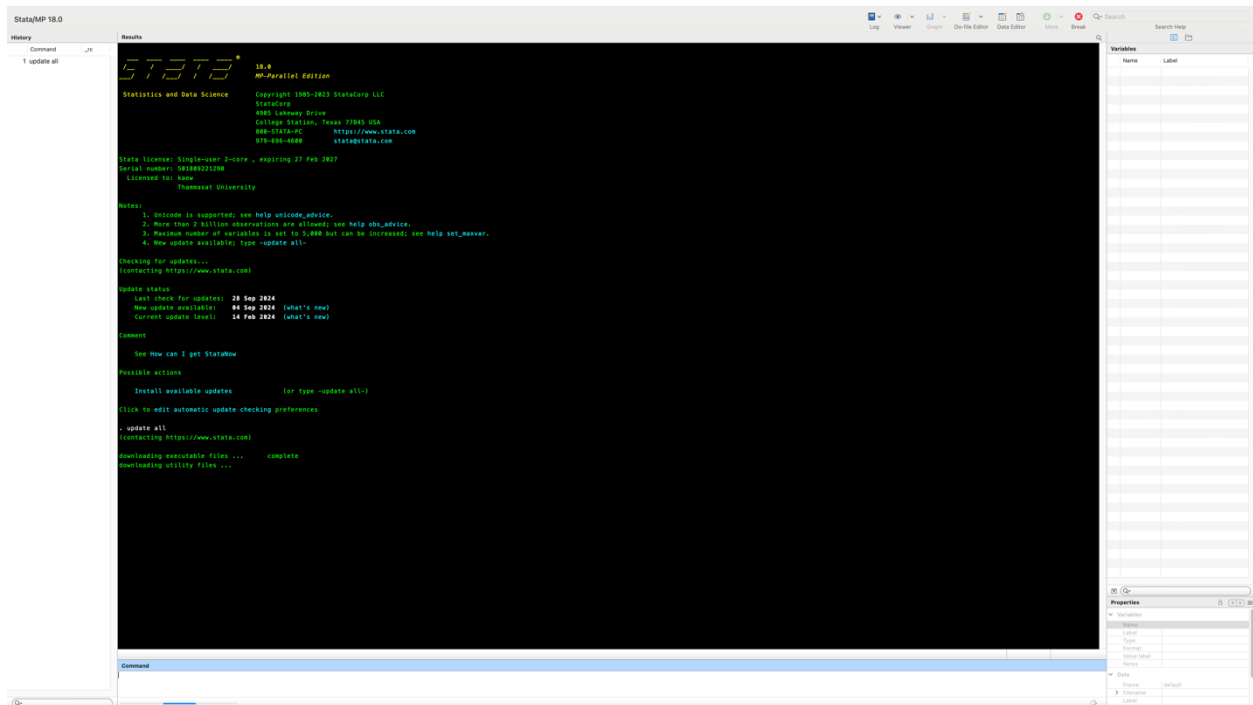 Stata/MP 18.0
Log Viewer Graph Do-file Editor Data Editor More Break
Search
Search Help
History
Command _rc
1 update all
Results
18.0
MP-Parallel Edition
Statistics and Data Science Copyright 1985-2023 StataCorp LLC
StataCorp
4905 Lakeway Drive
College Station, Texas 77845 USA
800-STATA-PC https://www.stata.com
979-696-4600 stata@stata.com
Stata license: Single-user 2-core , expiring 27 Feb 2027
Serial number: 501809221290
Licensed to: kaew
Thammasat University
Notes:
1. Unicode is supported; see help unicode_advice.
2. More than 2 billion observations are allowed; see help obs_advice.
3. Maximum number of variables is set to 5,000 but can be increased; see help set_maxvar.
4. New update available; type -update all-
Checking for updates...
(contacting https://www.stata.com)
Update status
Last check for updates: 28 Sep 2024
New update available: 04 Sep 2024 (what's new)
Current update level: 14 Feb 2024 (what's new)
Comment
See How can I get StataNow
Possible actions
Install available updates (or type -update all-)
Click to edit automatic update checking preferences
. update all
(contacting https://www.stata.com)
downloading executable files ... complete
downloading utility files ...
Command
Variables
Name Label
Properties
Variables
Name
Label
Type
Format
Value label
Notes
Data
Frame default
Filename
Label